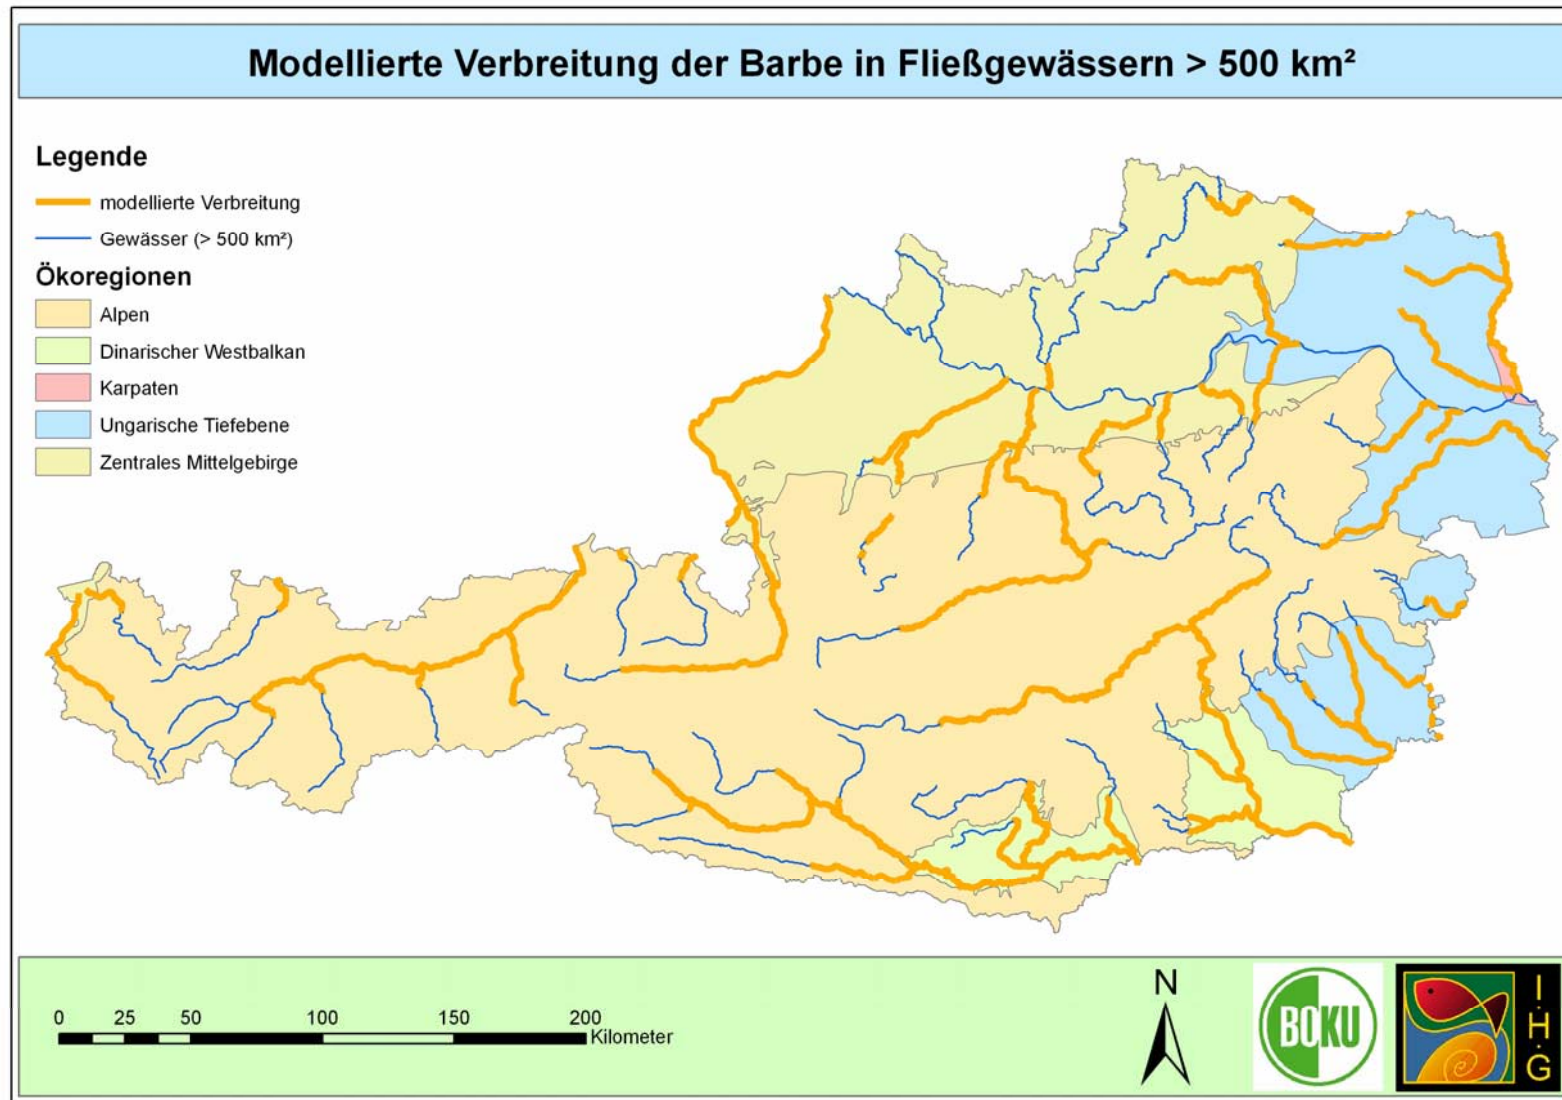 Modellierte Verbreitung der Barbe in Fließgewässern > 500 km²
Legende
modellierte Verbreitung
Gewässer (> 500 km²)
Ökoregionen
Alpen
Dinarischer Westbalkan
Karpaten
Ungarische Tiefebene
Zentrales Mittelgebirge
0 25 50 100 150 200
Kilometer
N
BOKU
I·H·G